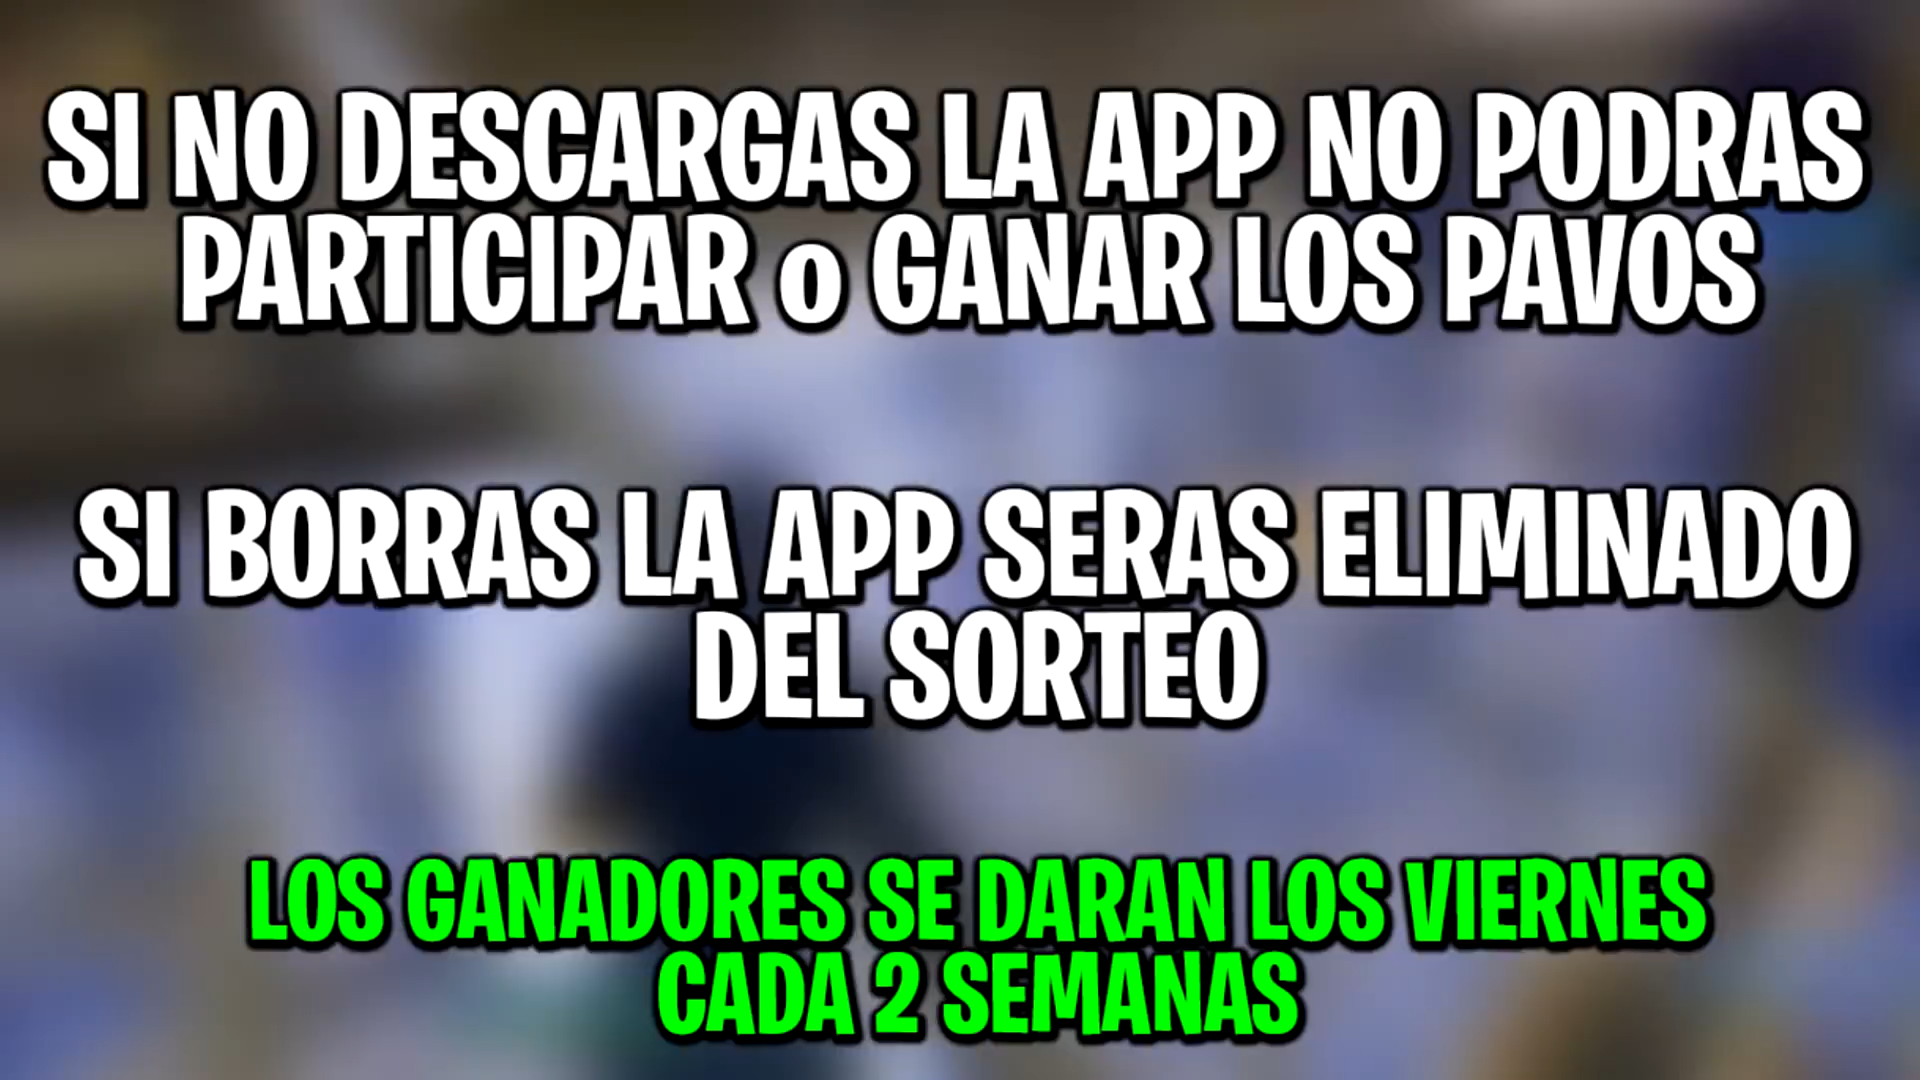 SI NO DESCARGAS LA APP NO PODRAS
PARTICIPAR o GANAR LOS PAVOS
SI BORRAS LA APP SERAS ELIMINADO
DEL SORTEO
LOS GANADORES SE DARAN LOS VIERNES
CADA 2 SEMANAS